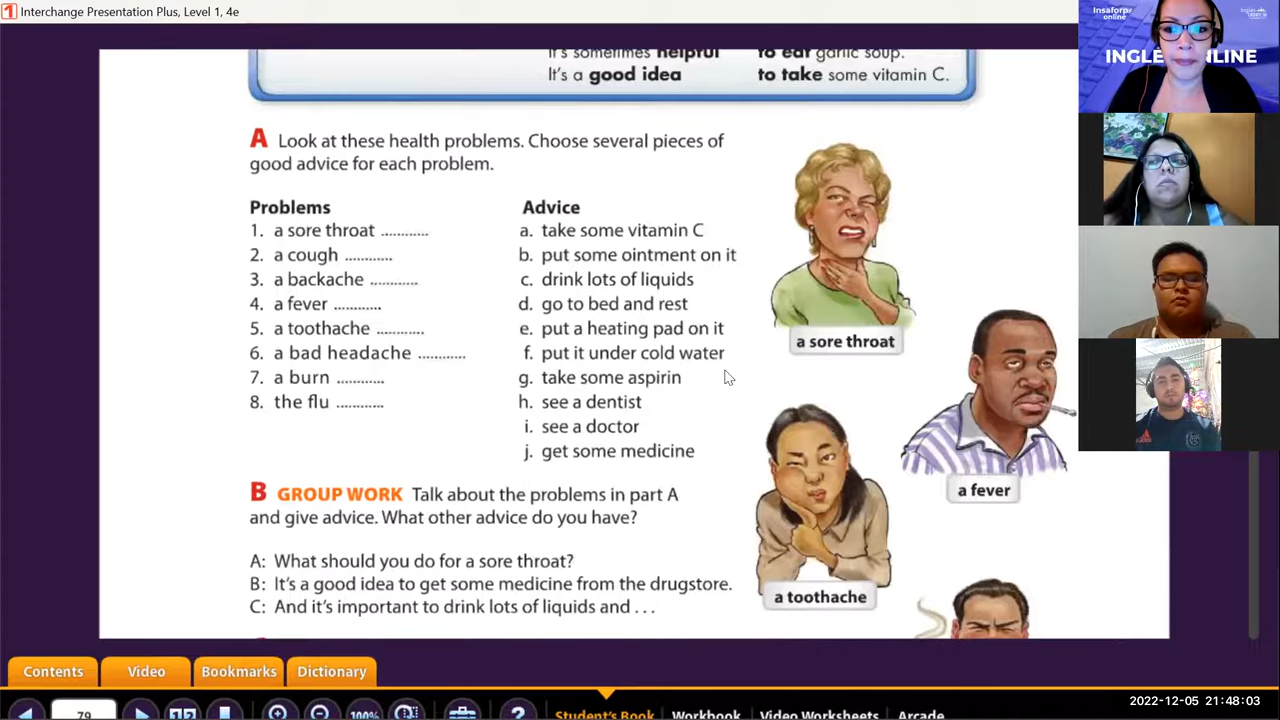 Interchange Presentation Plus, Level 1, 4e
It's sometimes helpful to eat garlic soup.
It's a good idea to take some vitamin C.
A Look at these health problems. Choose several pieces of
good advice for each problem.
Problems
1. a sore throat ............
2. a cough ............
3. a backache ............
4. a fever ............
5. a toothache ............
6. a bad headache ............
7. a burn ............
8. the flu ............
Advice
a. take some vitamin C
b. put some ointment on it
c. drink lots of liquids
d. go to bed and rest
e. put a heating pad on it
f. put it under cold water
g. take some aspirin
h. see a dentist
i. see a doctor
j. get some medicine
a sore throat
a fever
a toothache
B GROUP WORK Talk about the problems in part A
and give advice. What other advice do you have?
A: What should you do for a sore throat?
B: It's a good idea to get some medicine from the drugstore.
C: And it's important to drink lots of liquids and . . .
Insaforp
online
INGLE ONLINE
Contents
Video
Bookmarks
Dictionary
79
100%
?
Student's Book
Workbook
Video Worksheets
Arcade
2022-12-05 21:48:03